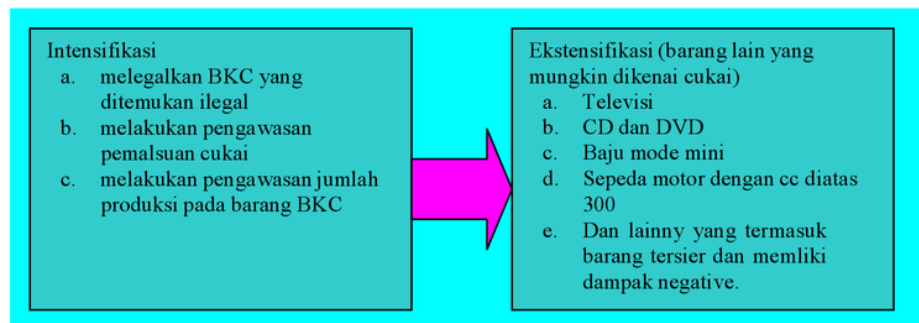 Intensifikasi
a. melegalkan BKC yang
ditemukan ilegal
b. melakukan pengawasan
pemalsuan cukai
c. melakukan pengawasan jumlah
produksi pada barang BKC
Ekstensifikasi (barang lain yang
mungkin dikenai cukai)
a. Televisi
b. CD dan DVD
c. Baju mode mini
d. Sepeda motor dengan cc diatas
300
e. Dan lainny yang termasuk
barang tersier dan memliki
dampak negative.